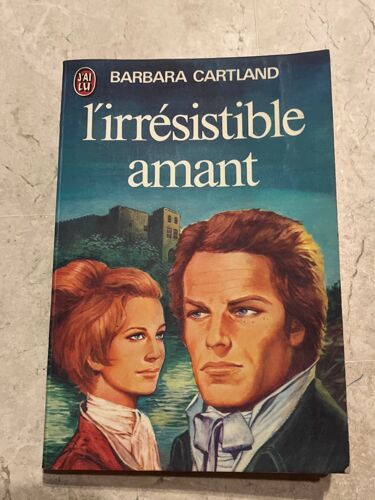 J'AI
LU
BARBARA CARTLAND
l'irrésistible
amant